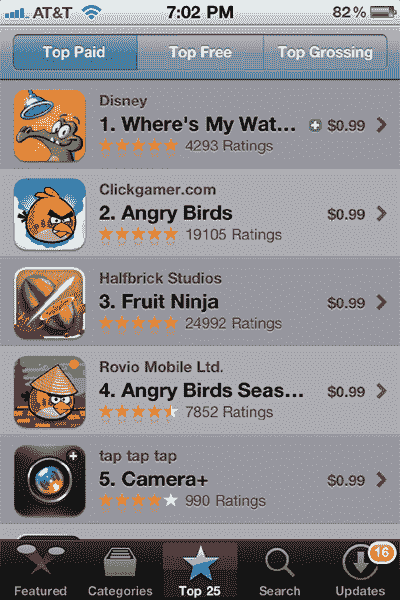 AT&T 7:02 PM 82%
Top Paid Top Free Top Grossing
Disney
1. Where's My Wat... $0.99
4293 Ratings
Clickgamer.com
2. Angry Birds $0.99
19105 Ratings
Halfbrick Studios
3. Fruit Ninja $0.99
24992 Ratings
Rovio Mobile Ltd.
4. Angry Birds Seas... $0.99
7852 Ratings
tap tap tap
5. Camera+ $0.99
990 Ratings
16
Featured Categories Top 25 Search Updates